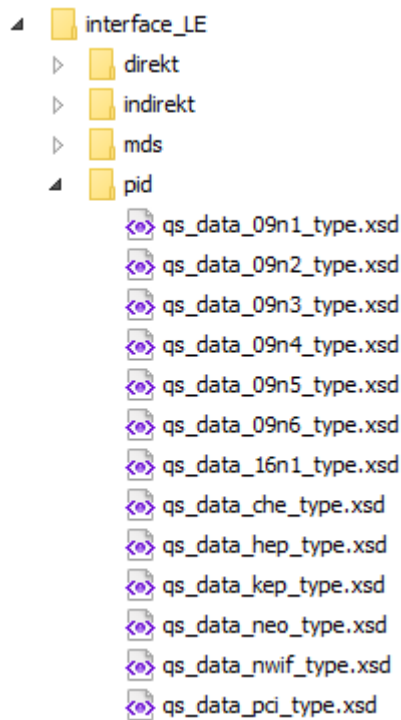 interface_LE
direkt
indirekt
mds
pid
qs_data_09n1_type.xsd
qs_data_09n2_type.xsd
qs_data_09n3_type.xsd
qs_data_09n4_type.xsd
qs_data_09n5_type.xsd
qs_data_09n6_type.xsd
qs_data_16n1_type.xsd
qs_data_che_type.xsd
qs_data_hep_type.xsd
qs_data_kep_type.xsd
qs_data_neo_type.xsd
qs_data_nwif_type.xsd
qs_data_pci_type.xsd